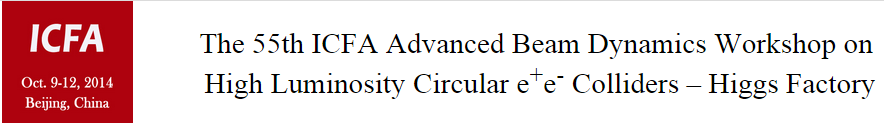 ICFA
Oct. 9-12, 2014
Beijing, China
The 55th ICFA Advanced Beam Dynamics Workshop on
High Luminosity Circular e⁺e⁻ Colliders – Higgs Factory